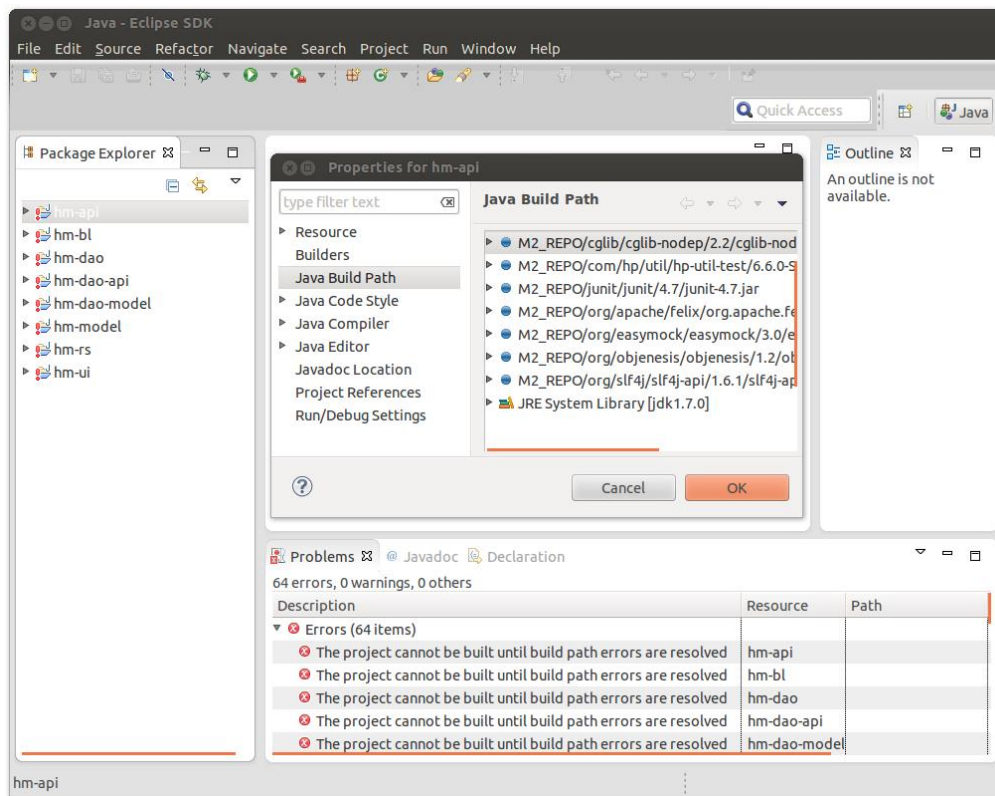 Java - Eclipse SDK
File Edit Source Refactor Navigate Search Project Run Window Help
Quick Access
Java
Package Explorer
hm-api
hm-bl
hm-dao
hm-dao-api
hm-dao-model
hm-model
hm-rs
hm-ui
Properties for hm-api
type filter text
Resource
Builders
Java Build Path
Java Code Style
Java Compiler
Java Editor
Javadoc Location
Project References
Run/Debug Settings
Java Build Path
M2_REPO/cglib/cglib-nodep/2.2/cglib-nod
M2_REPO/com/hp/util/hp-util-test/6.6.0-S
M2_REPO/junit/junit/4.7/junit-4.7.jar
M2_REPO/org/apache/felix/org.apache.fe
M2_REPO/org/easymock/easymock/3.0/e
M2_REPO/org/objenesis/objenesis/1.2/ob
M2_REPO/org/slf4j/slf4j-api/1.6.1/slf4j-ap
JRE System Library [jdk1.7.0]
Cancel OK
Outline
An outline is not
available.
Problems @ Javadoc Declaration
64 errors, 0 warnings, 0 others
Description Resource Path
Errors (64 items)
The project cannot be built until build path errors are resolved hm-api
The project cannot be built until build path errors are resolved hm-bl
The project cannot be built until build path errors are resolved hm-dao
The project cannot be built until build path errors are resolved hm-dao-api
The project cannot be built until build path errors are resolved hm-dao-model
hm-api